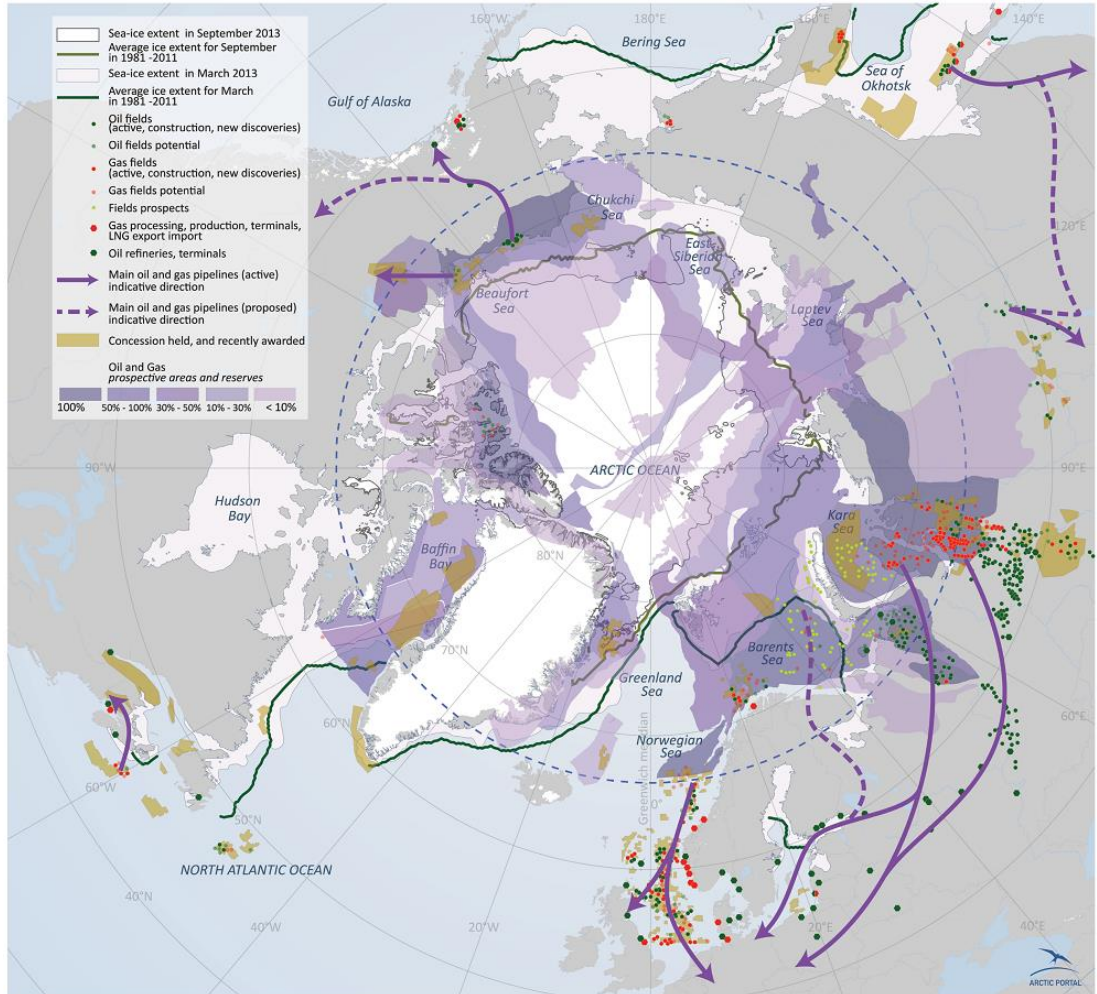 Sea-ice extent in September 2013
Average ice extent for September
in 1981 -2011
Sea-ice extent in March 2013
Average ice extent for March
in 1981 -2011
Oil fields
(active, construction, new discoveries)
Oil fields potential
Gas fields
(active, construction, new discoveries)
Gas fields potential
Fields prospects
Gas processing, production, terminals,
LNG export import
Oil refineries, terminals
Main oil and gas pipelines (active)
indicative direction
Main oil and gas pipelines (proposed)
indicative direction
Concession held, and recently awarded
Oil and Gas
prospective areas and reserves
100%
50% - 100%
30% - 50%
10% - 30%
< 10%
160°W
180°E
160°E
140°E
Bering Sea
Sea of
Okhotsk
Gulf of Alaska
Chukchi
Sea
East
Siberian
Sea
120°E
Beaufort
Sea
Laptev
Sea
90°W
ARCTIC OCEAN
90°E
Hudson
Bay
Kara
Sea
Baffin
Bay
80°N
70°N
Barents
Sea
Greenland
Sea
60°N
60°E
Norwegian
Sea
Greenwich meridian
0°
60°W
50°N
NORTH ATLANTIC OCEAN
40°N
40°W
20°W
20°E
40°E
ARCTIC PORTAL